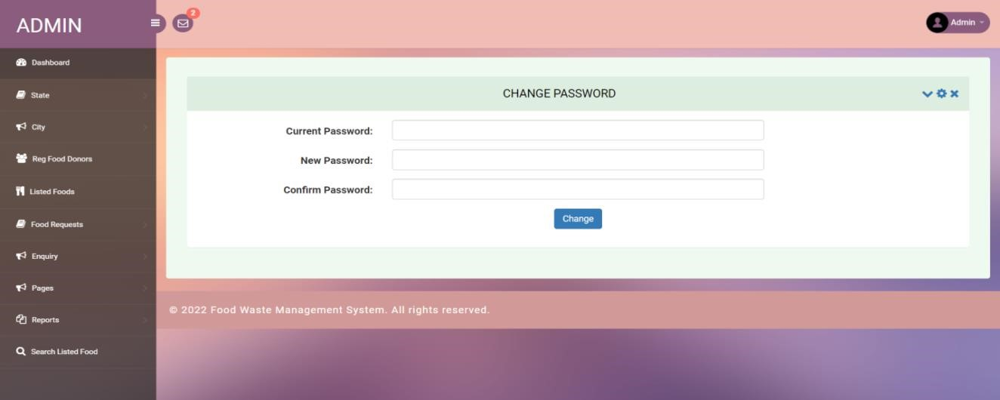 ADMIN
2
Admin
Dashboard
State
City
Reg Food Donors
Listed Foods
Food Requests
Enquiry
Pages
Reports
Search Listed Food
CHANGE PASSWORD
Current Password:
New Password:
Confirm Password:
Change
© 2022 Food Waste Management System. All rights reserved.